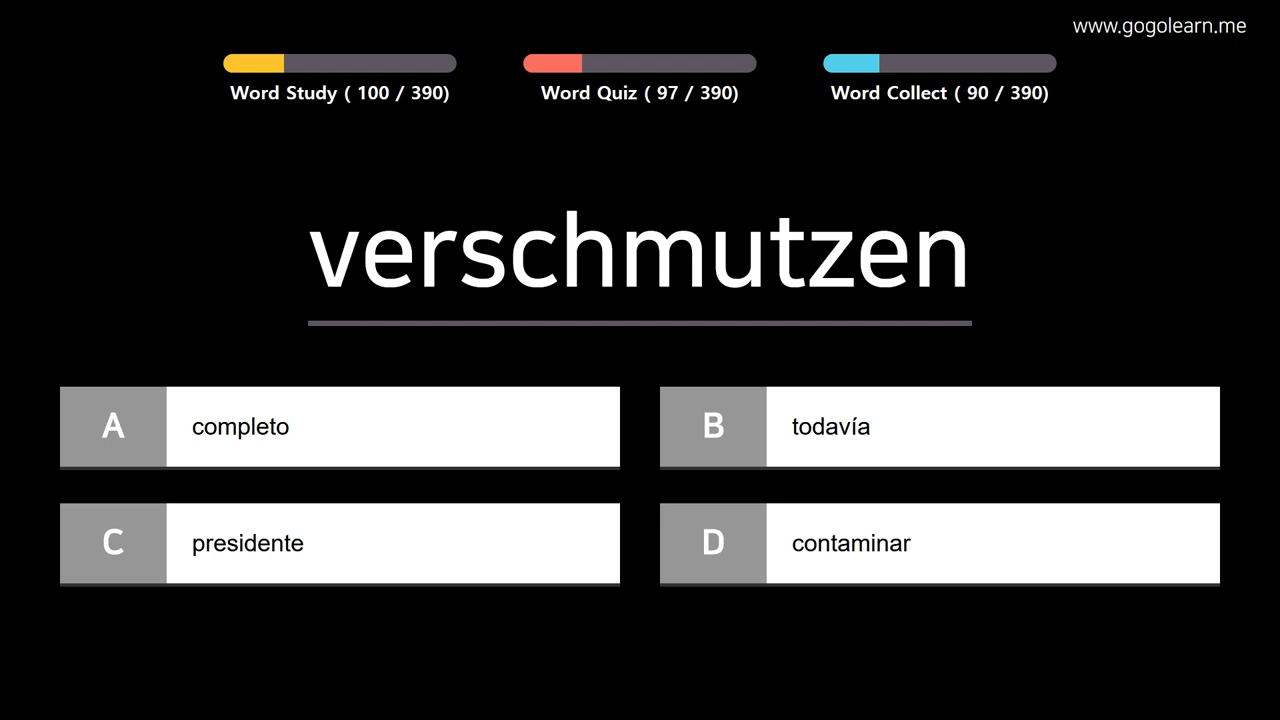 www.gogolearn.me
Word Study ( 100 / 390)
Word Quiz ( 97 / 390)
Word Collect ( 90 / 390)
verschmutzen
A completo
B todavía
C presidente
D contaminar